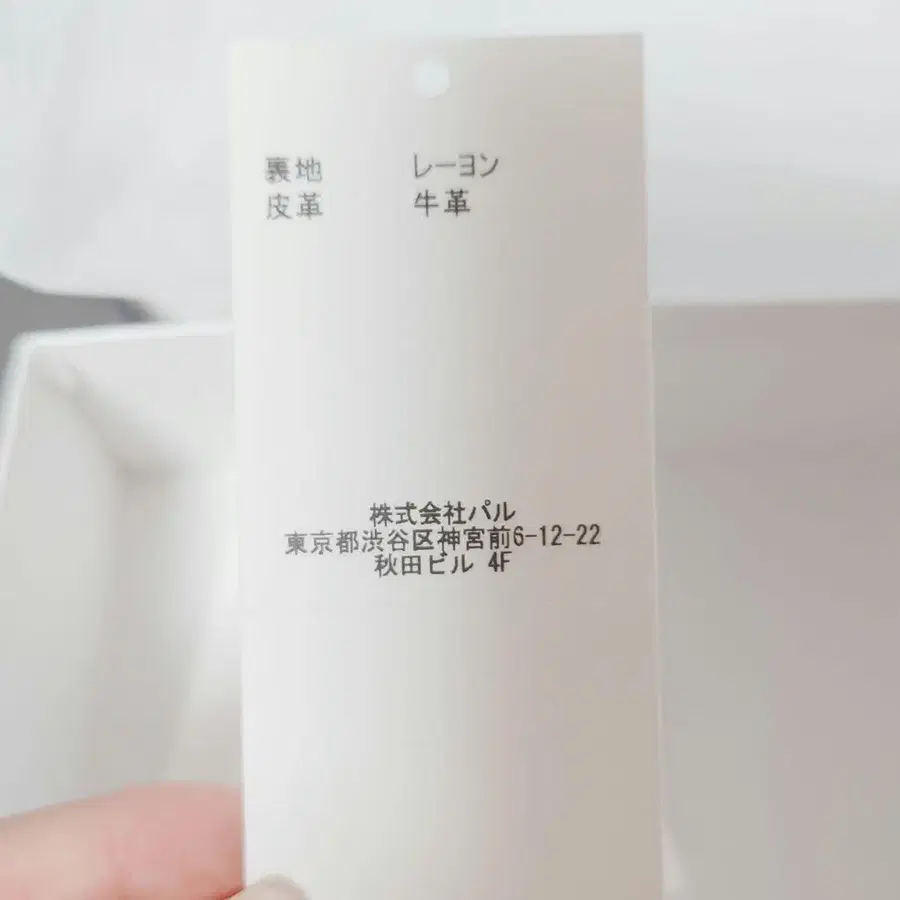 裏地 レーヨン
皮革 牛革
株式会社パル
東京都渋谷区神宮前6-12-22
秋田ビル 4F